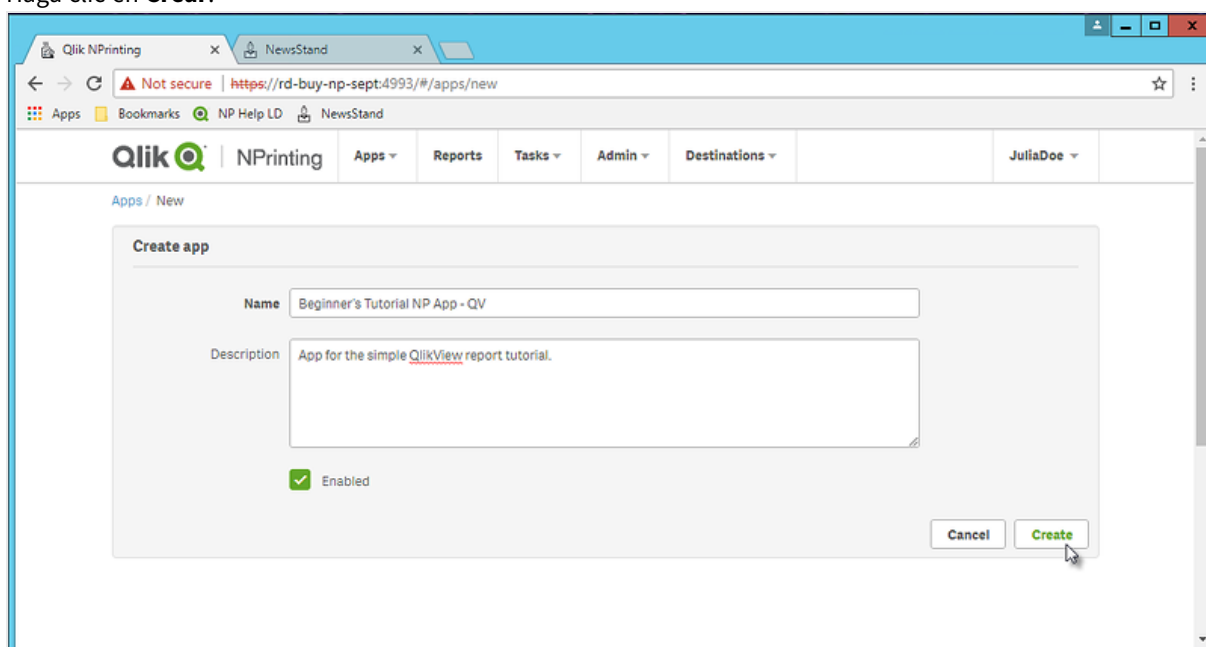 Haga clic en Crear.
Qlik NPrinting NewsStand
Not secure | https://rd-buy-np-sept:4993/#/apps/new
Apps Bookmarks NP Help LD NewsStand
Qlik NPrinting Apps Reports Tasks Admin Destinations JuliaDoe
Apps / New
Create app
Name Beginner's Tutorial NP App - QV
Description App for the simple QlikView report tutorial.
Enabled
Cancel Create